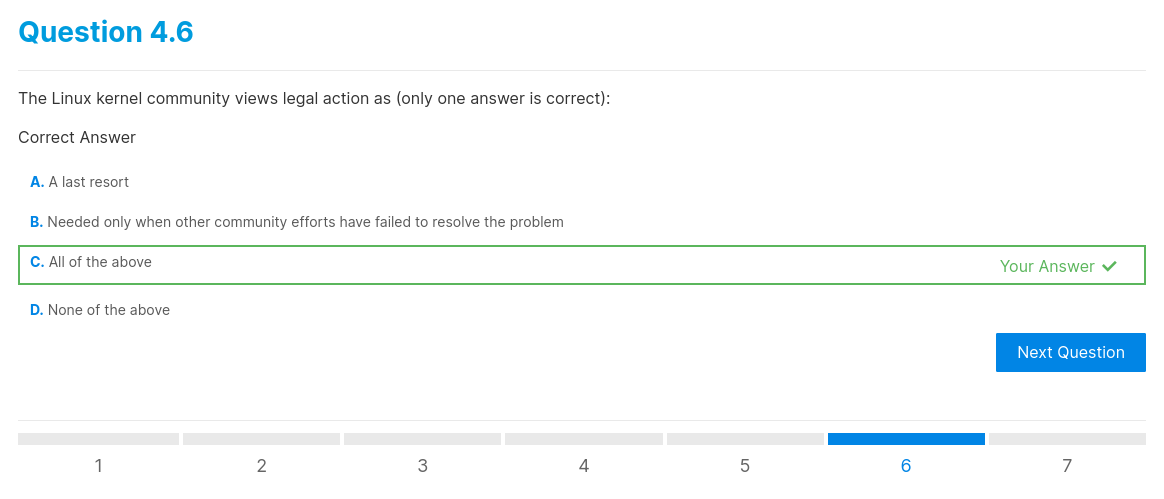 Question 4.6
The Linux kernel community views legal action as (only one answer is correct):
Correct Answer
A. A last resort
B. Needed only when other community efforts have failed to resolve the problem
C. All of the above
Your Answer ✓
D. None of the above
Next Question
1 2 3 4 5 6 7